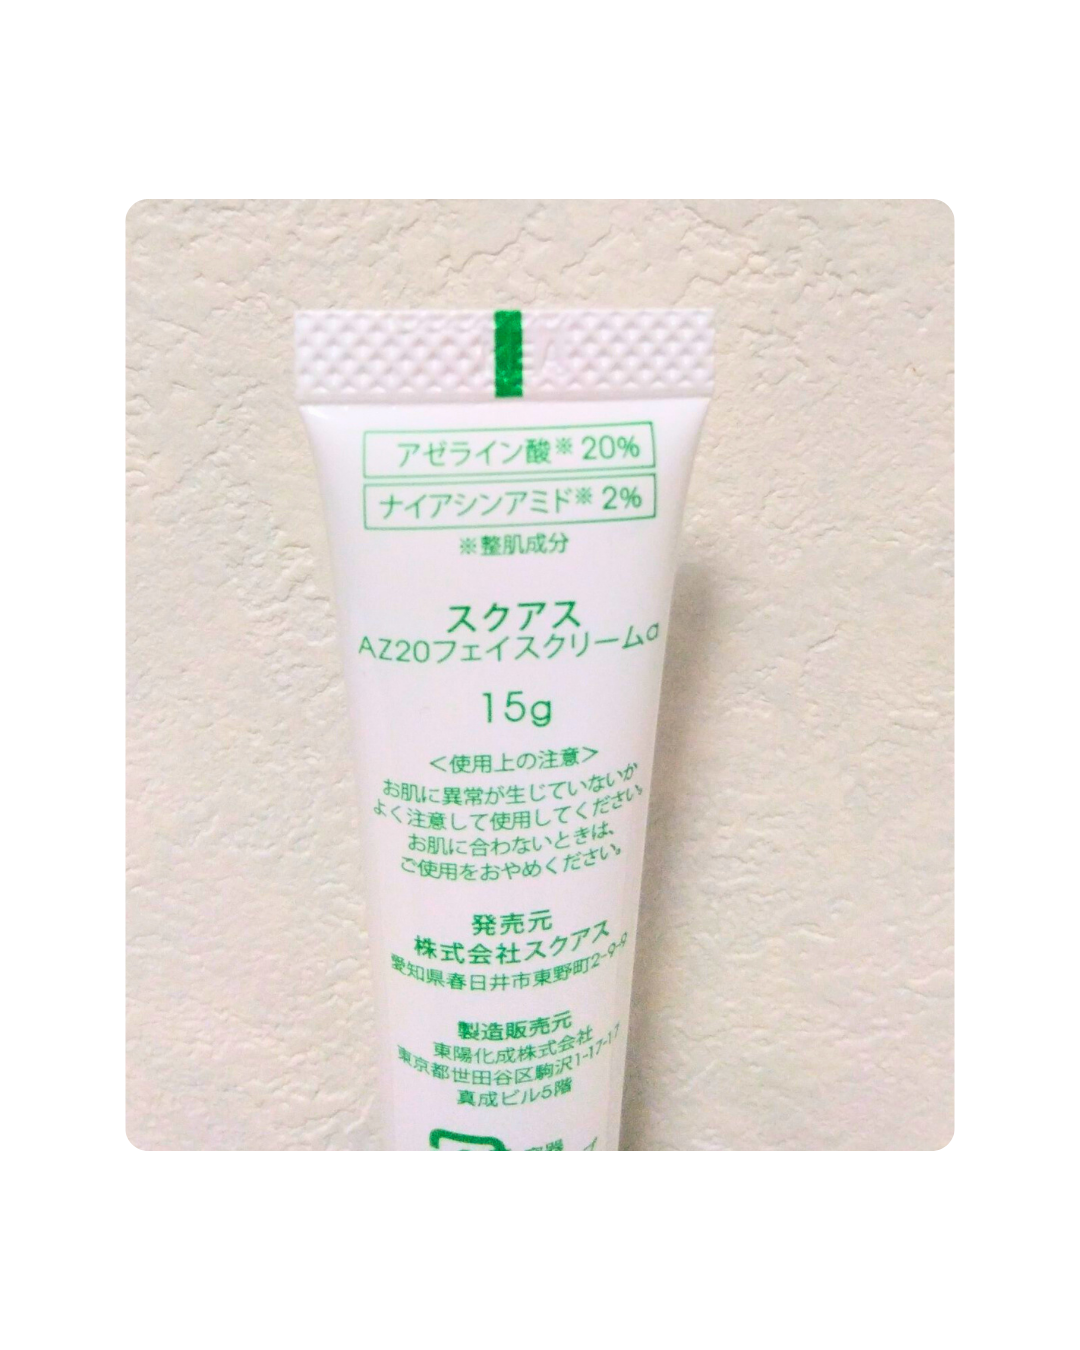 アゼライン酸※ 20%
ナイアシンアミド※ 2%
※整肌成分
スクアス
AZ20フェイスクリームa
15g
＜使用上の注意＞
お肌に異常が生じていないか
よく注意して使用してください。
お肌に合わないときは、
ご使用をおやめください。
発売元
株式会社スクアス
愛知県春日井市東野町2-9-9
製造販売元
東陽化成株式会社
東京都世田谷区駒沢1-17-17
真成ビル5階